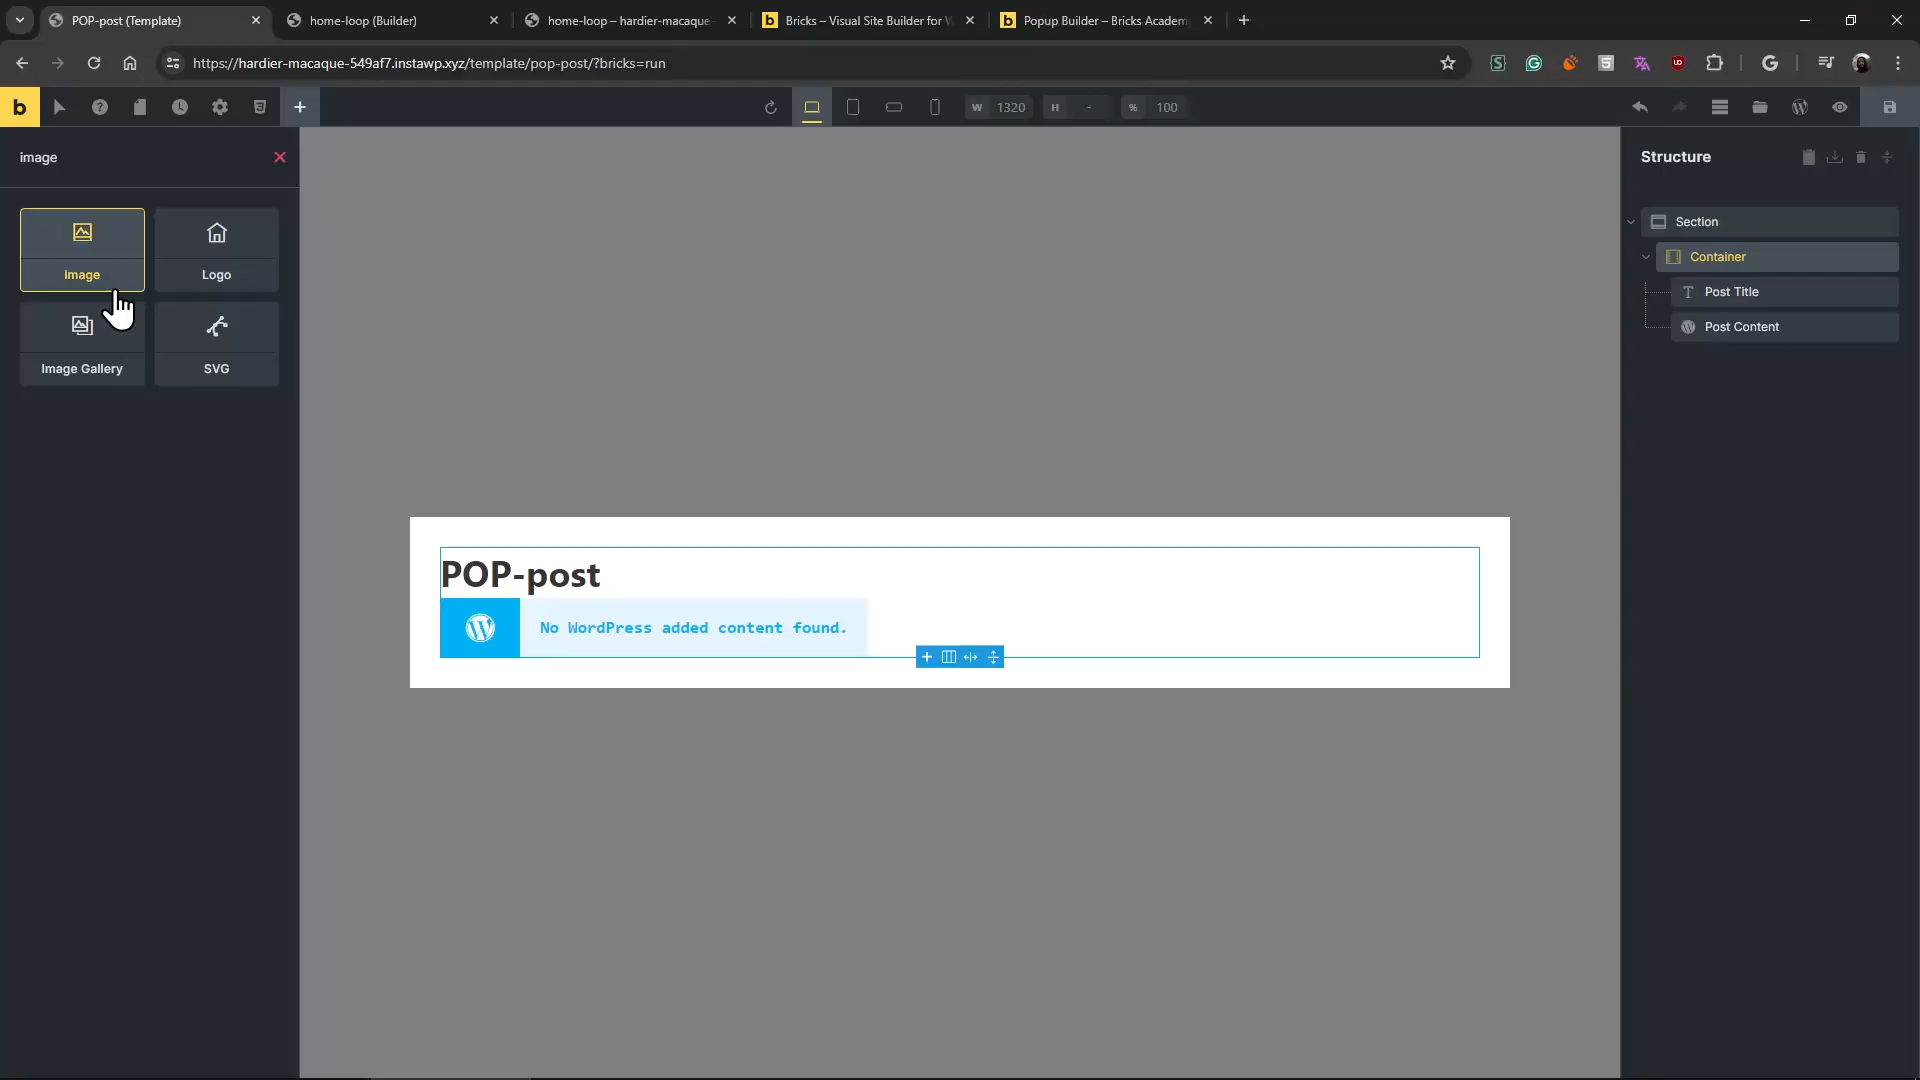 POP-post (Template)
home-loop (Builder)
home-loop – hardier-macaque
Bricks – Visual Site Builder for W
Popup Builder – Bricks Academ
https://hardier-macaque-549af7.instawp.xyz/template/pop-post/?bricks=run
b
W 1320
H -
% 100
image
Image
Logo
Image Gallery
SVG
POP-post
No WordPress added content found.
Structure
Section
Container
Post Title
Post Content